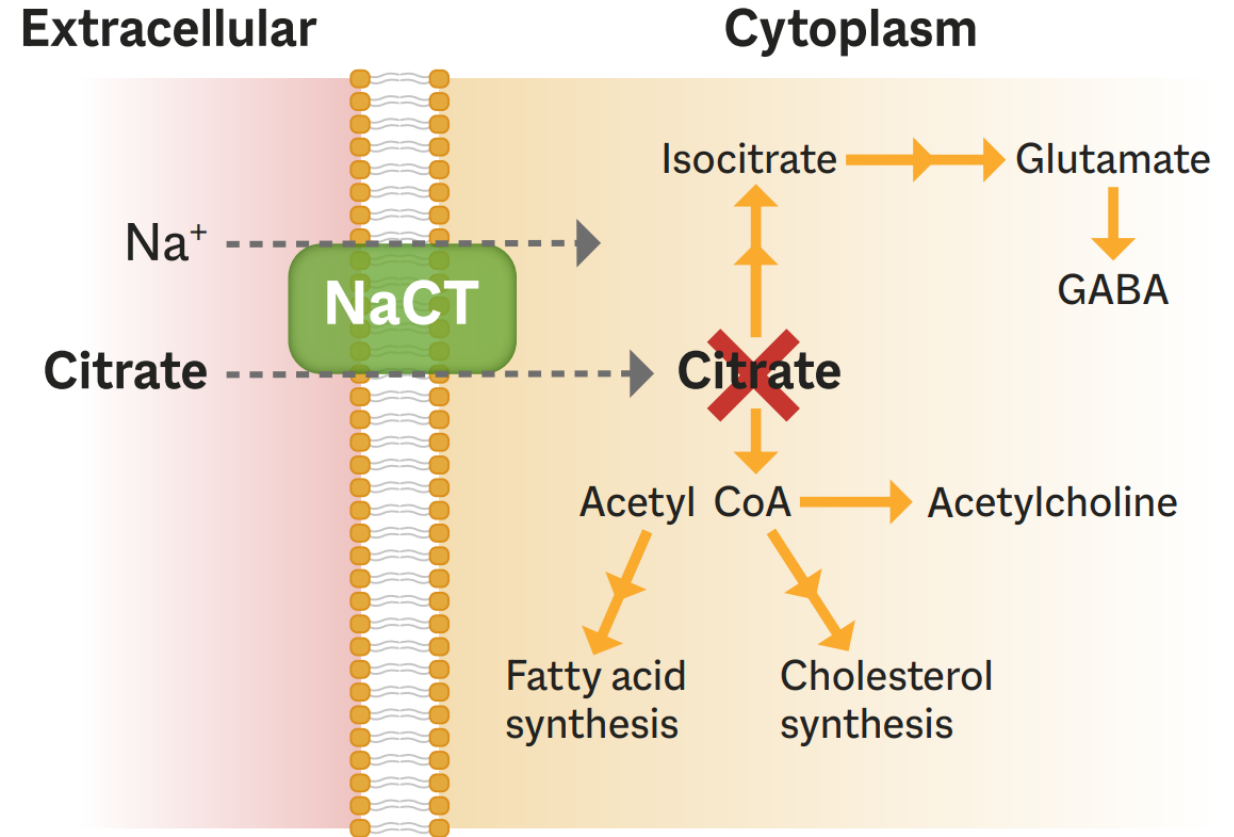 Extracellular
Cytoplasm
Isocitrate
Glutamate
Na⁺
NaCT
GABA
Citrate
Citrate
Acetyl CoA
Acetylcholine
Fatty acid
synthesis
Cholesterol
synthesis